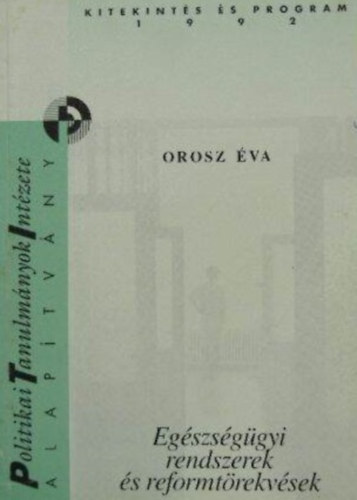 KITEKINTÉS ÉS PROGRAM
1992
Politikai Tanulmányok Intézete
ALAPÍTVÁNY
OROSZ ÉVA
Egészségügyi
rendszerek
és reformtörekvések